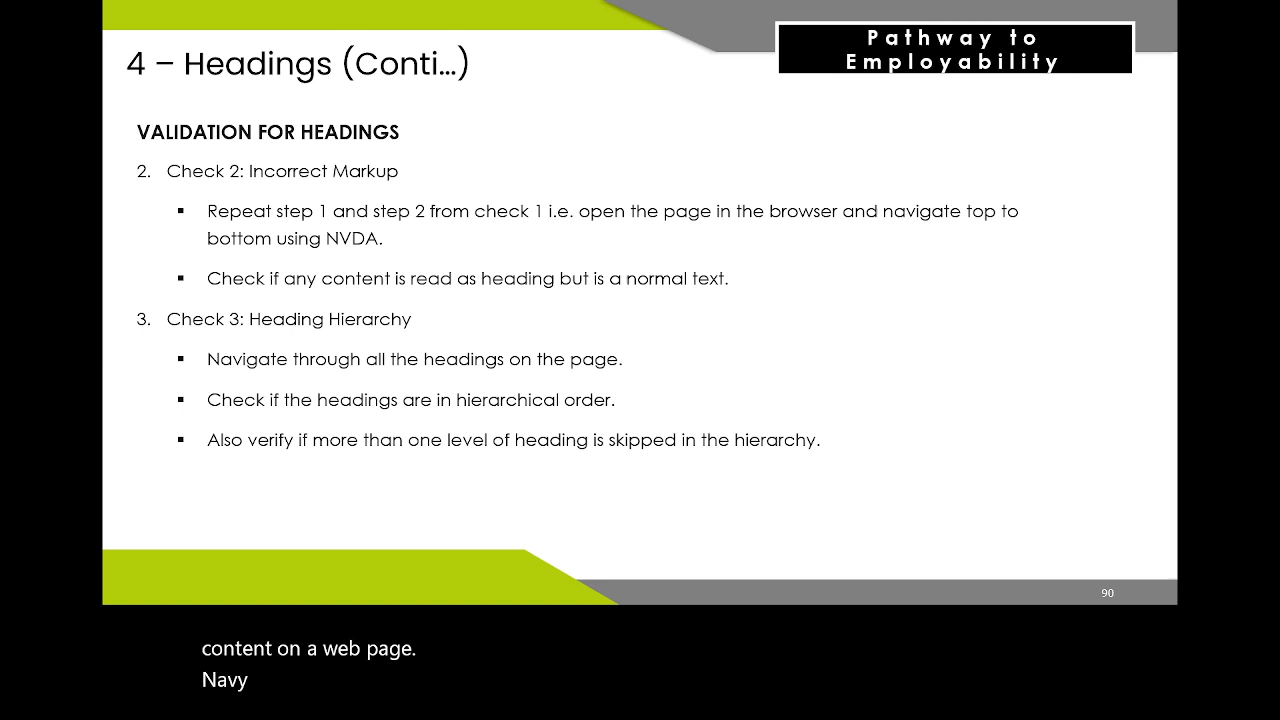 Pathway to
Employability
4 – Headings (Conti…)
VALIDATION FOR HEADINGS
2. Check 2: Incorrect Markup
▪ Repeat step 1 and step 2 from check 1 i.e. open the page in the browser and navigate top to
bottom using NVDA.
▪ Check if any content is read as heading but is a normal text.
3. Check 3: Heading Hierarchy
▪ Navigate through all the headings on the page.
▪ Check if the headings are in hierarchical order.
▪ Also verify if more than one level of heading is skipped in the hierarchy.
90
content on a web page.
Navy